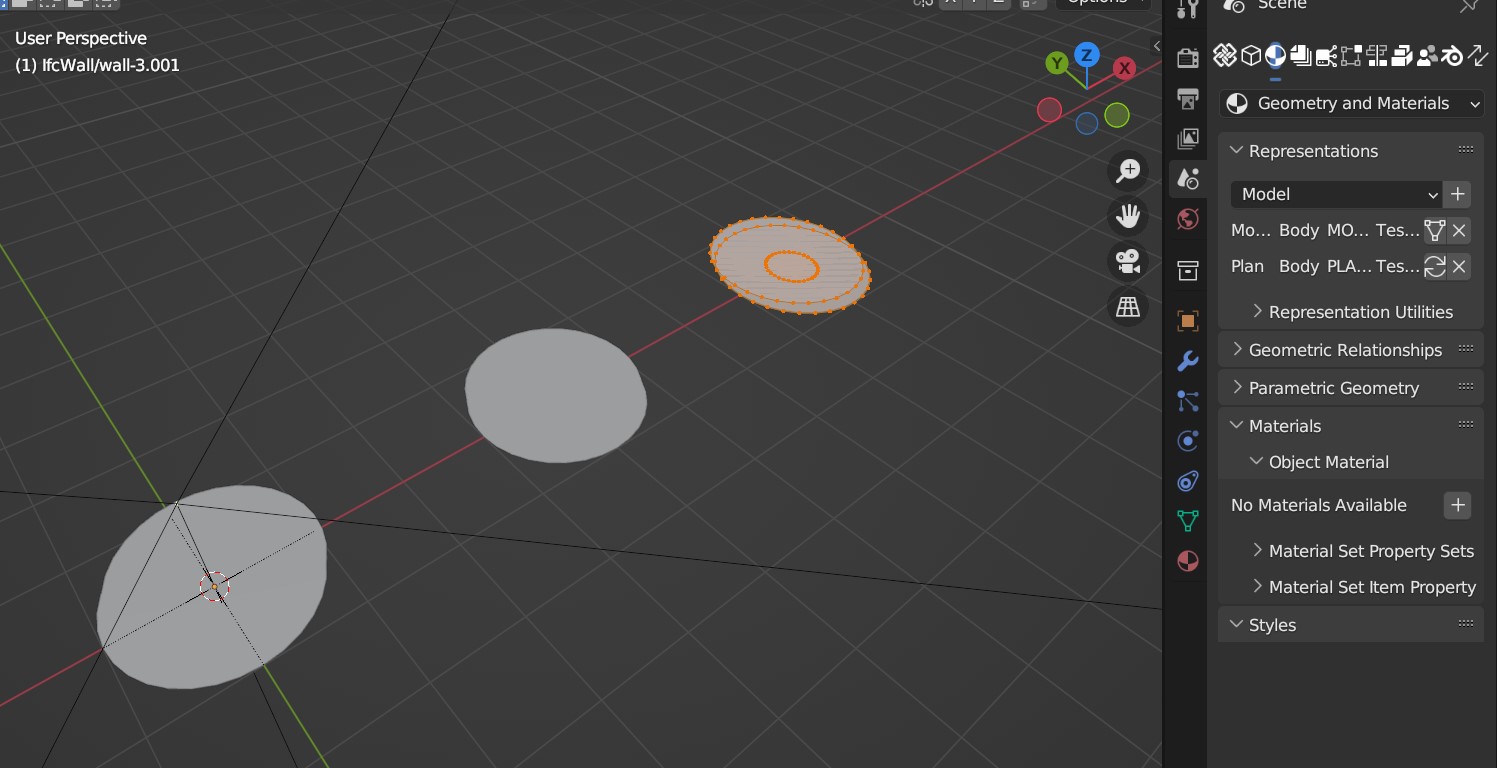 Options
Scene
User Perspective
(1) IfcWall/wall-3.001
Z
Y
X
Geometry and Materials
Representations
Model
Mo... Body MO... Tes...
Plan Body PLA... Tes...
Representation Utilities
Geometric Relationships
Parametric Geometry
Materials
Object Material
No Materials Available
Material Set Property Sets
Material Set Item Property
Styles